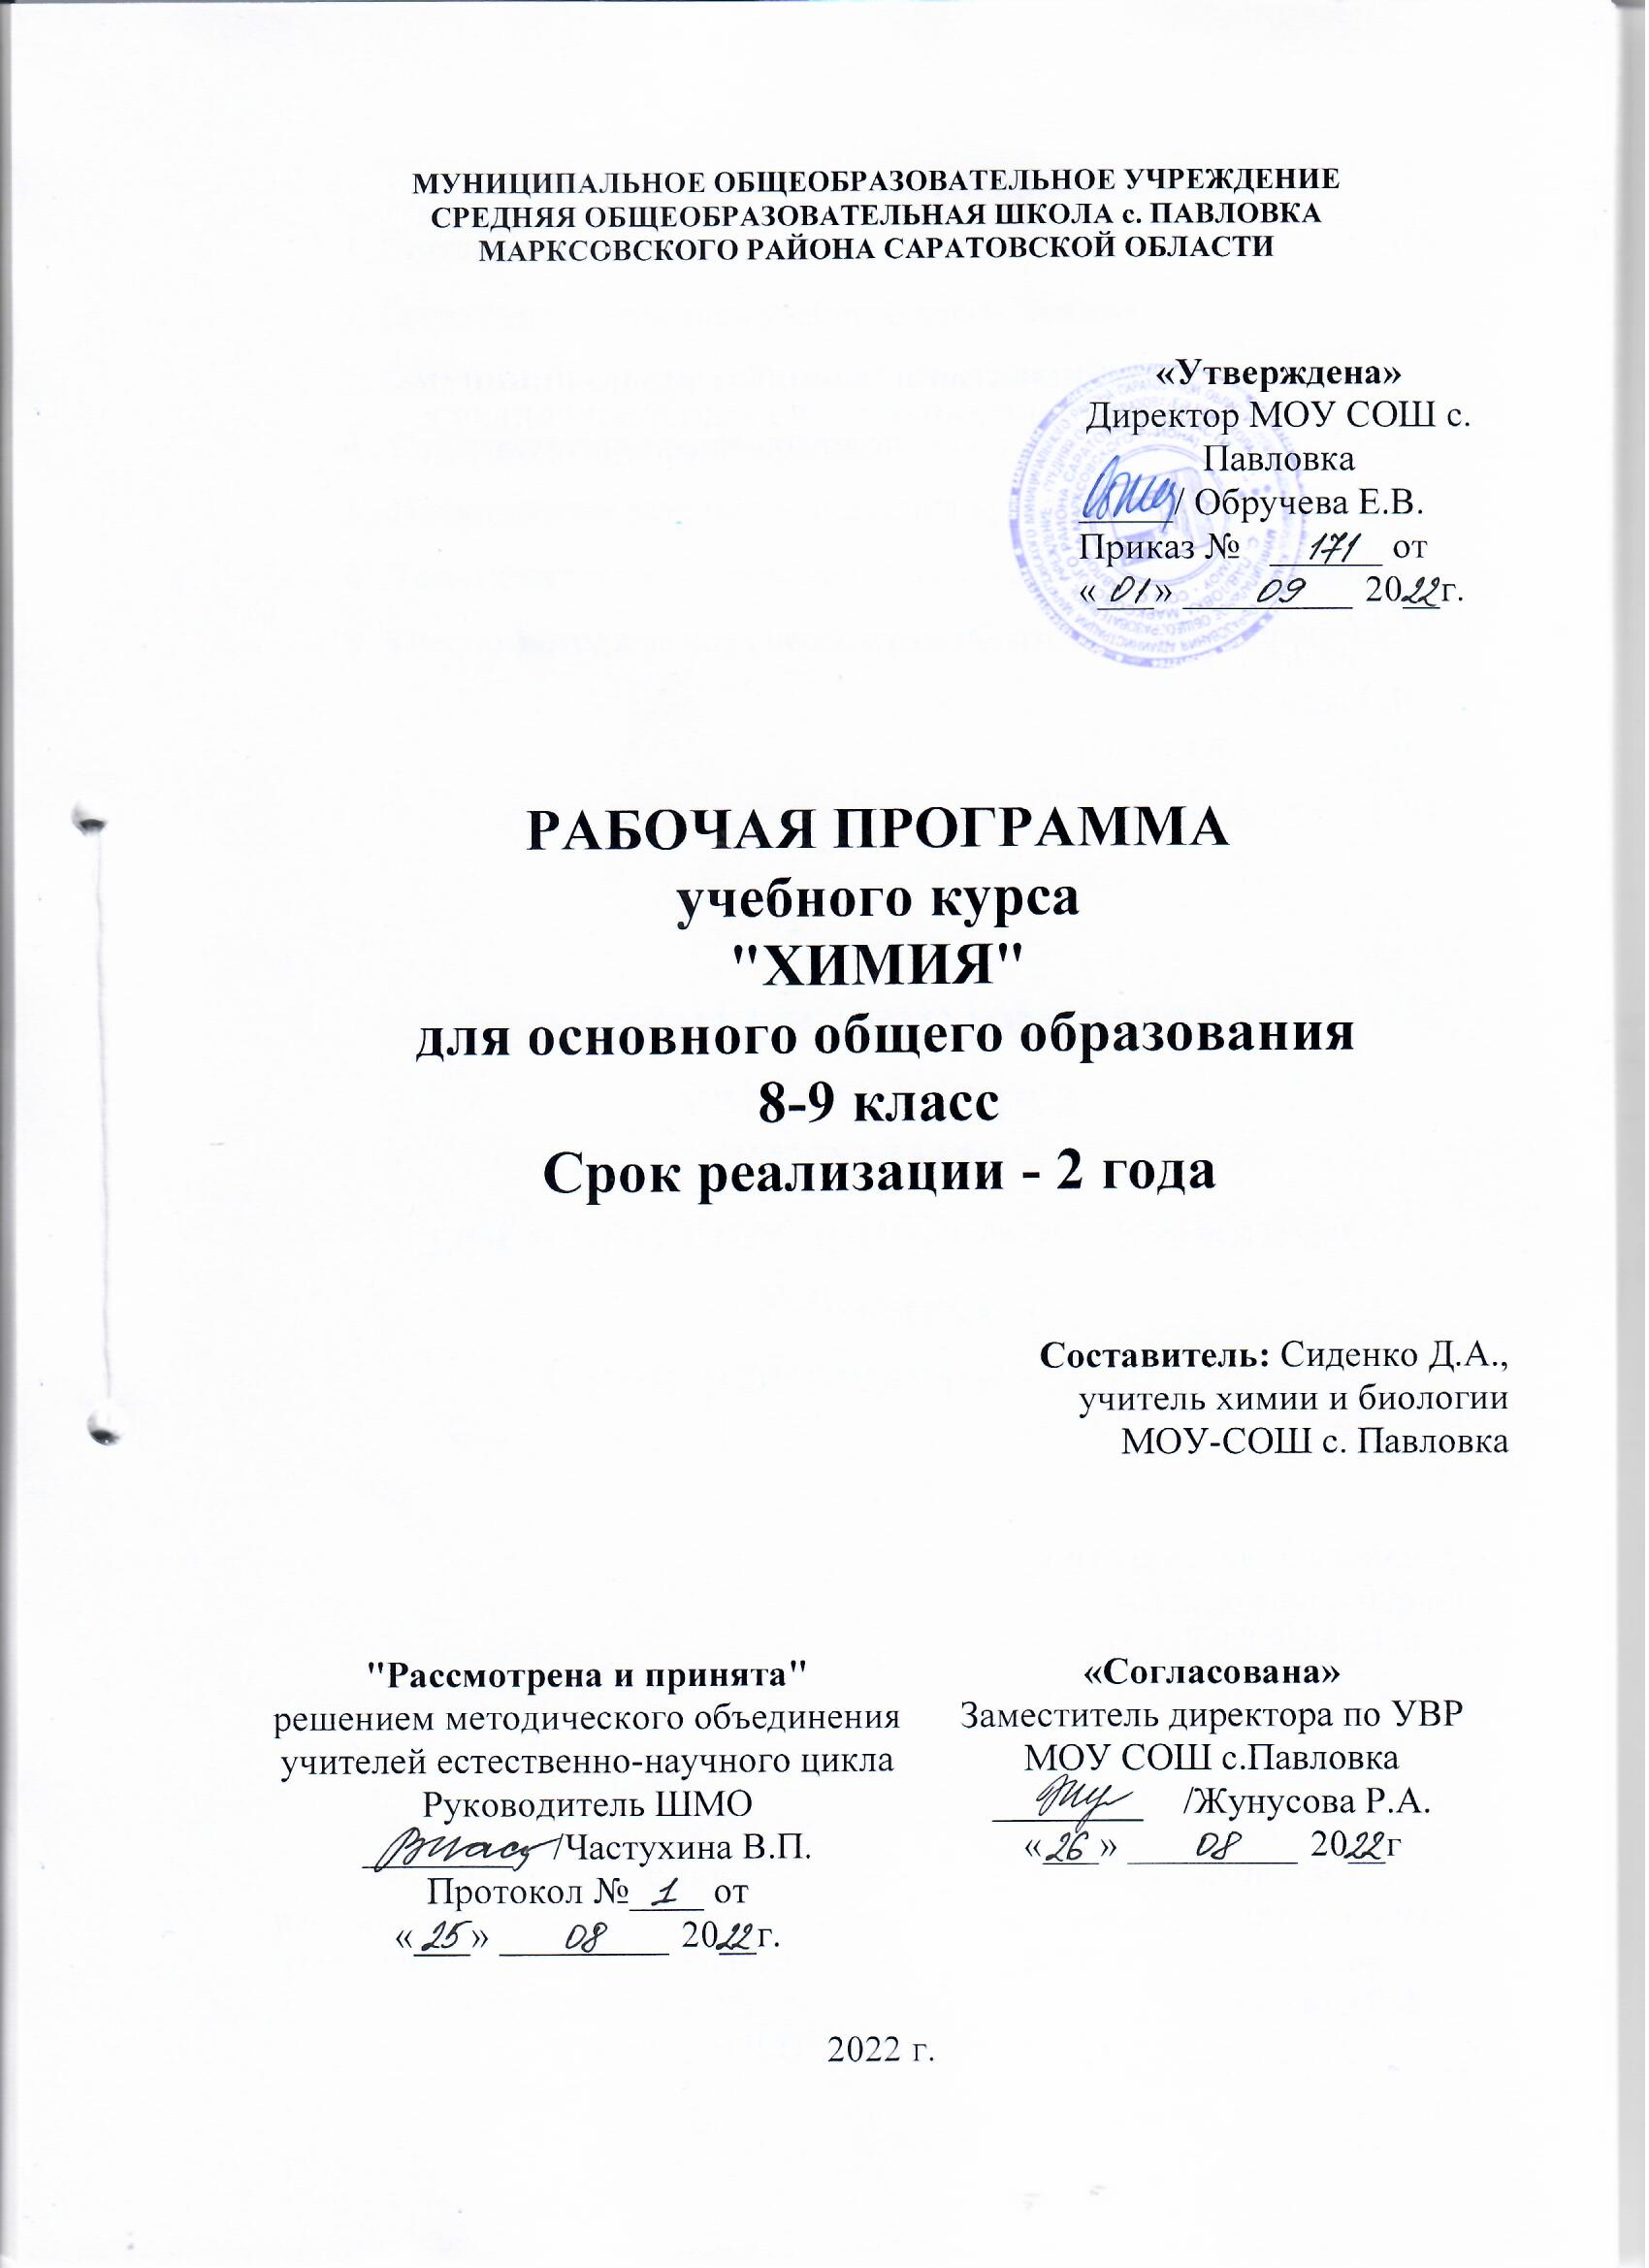 МУНИЦИПАЛЬНОЕ ОБЩЕОБРАЗОВАТЕЛЬНОЕ УЧРЕЖДЕНИЕ
СРЕДНЯЯ ОБЩЕОБРАЗОВАТЕЛЬНАЯ ШКОЛА с. ПАВЛОВКА
МАРКСОВСКОГО РАЙОНА САРАТОВСКОЙ ОБЛАСТИ
«Утверждена»
Директор МОУ СОШ с.
Павловка
/ Обручева Е.В.
Приказ № 171 от
«01» 09 2022г.
РАБОЧАЯ ПРОГРАММА
учебного курса
"ХИМИЯ"
для основного общего образования
8-9 класс
Срок реализации - 2 года
Составитель: Сиденко Д.А.,
учитель химии и биологии
МОУ-СОШ с. Павловка
"Рассмотрена и принята"
решением методического объединения
учителей естественно-научного цикла
Руководитель ШМО
/Частухина В.П.
Протокол № 1 от
«25» 08 2022г.
«Согласована»
Заместитель директора по УВР
МОУ СОШ с.Павловка
/Жунусова Р.А.
«26» 08 2022г
2022 г.